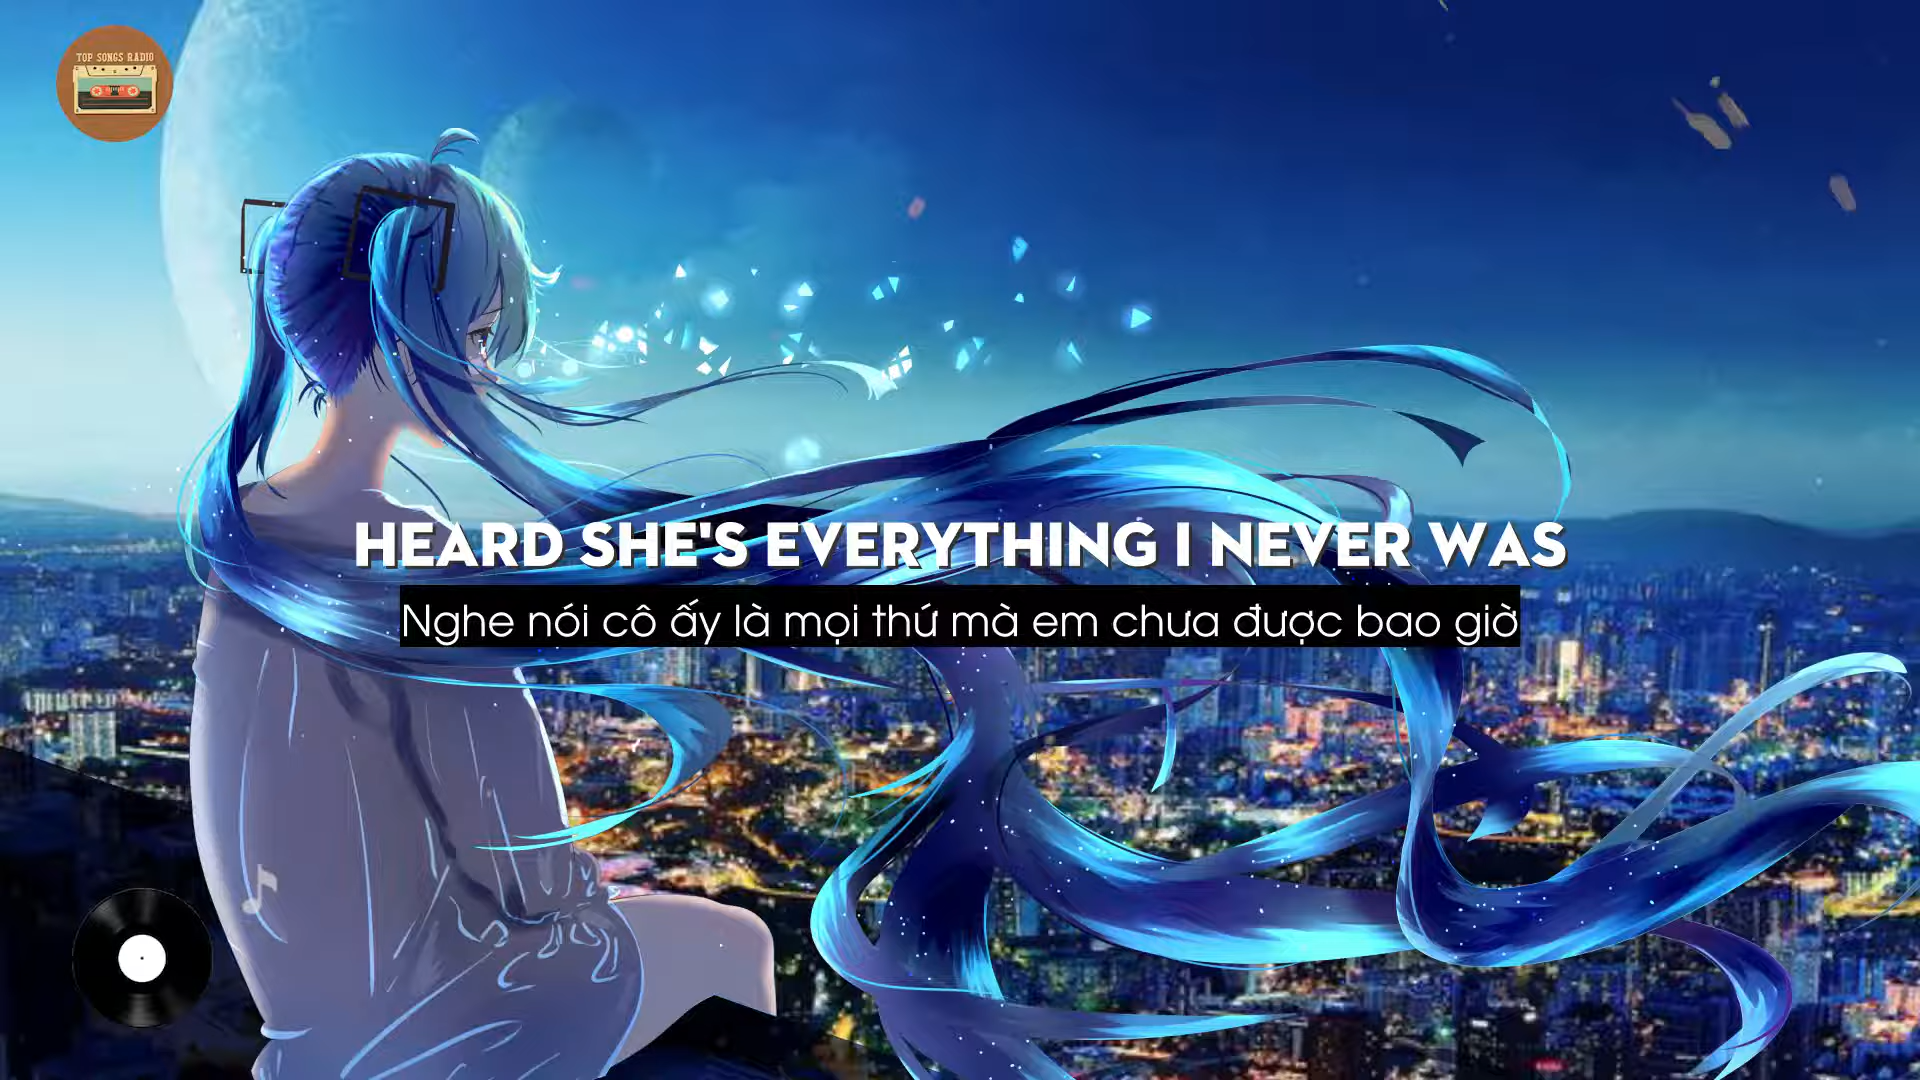 TOP SONGS RADIO
HEARD SHE'S EVERYTHING I NEVER WAS
Nghe nói cô ấy là mọi thứ mà em chưa được bao giờ